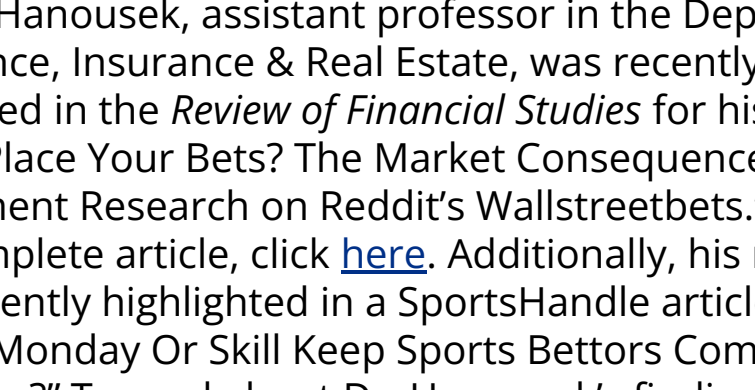 Hanousek, assistant professor in the Dep
nce, Insurance & Real Estate, was recently
ed in the Review of Financial Studies for his
Place Your Bets? The Market Consequence
ment Research on Reddit’s Wallstreetbets.
mplete article, click here. Additionally, his
ently highlighted in a SportsHandle articl
Monday Or Skill Keep Sports Bettors Com